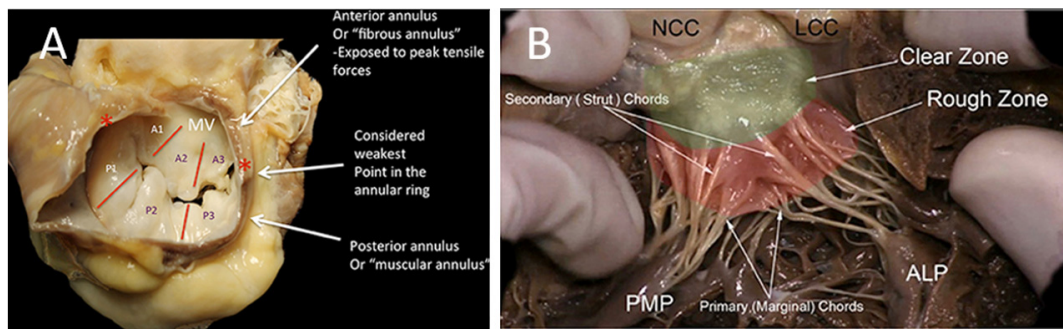 A
Anterior annulus
Or “fibrous annulus”
-Exposed to peak tensile
forces
*
A1
MV
P1
A2
A3
*
Considered
weakest
Point in the
annular ring
P2
P3
Posterior annulus
Or “muscular annulus“
B
NCC
LCC
Clear Zone
Secondary ( Strut ) Chords
Rough Zone
PMP
Primary (Marginal) Chords
ALP